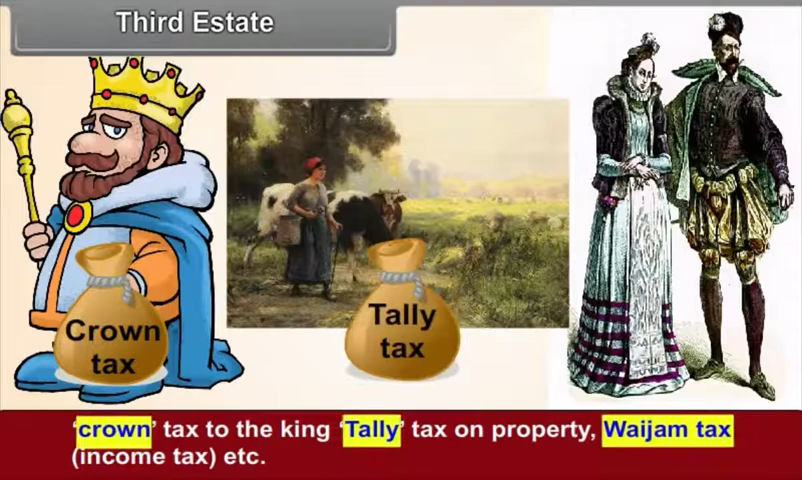 Third Estate
Crown
tax
Tally
tax
'crown' tax to the king 'Tally' tax on property, Waijam tax
(income tax) etc.